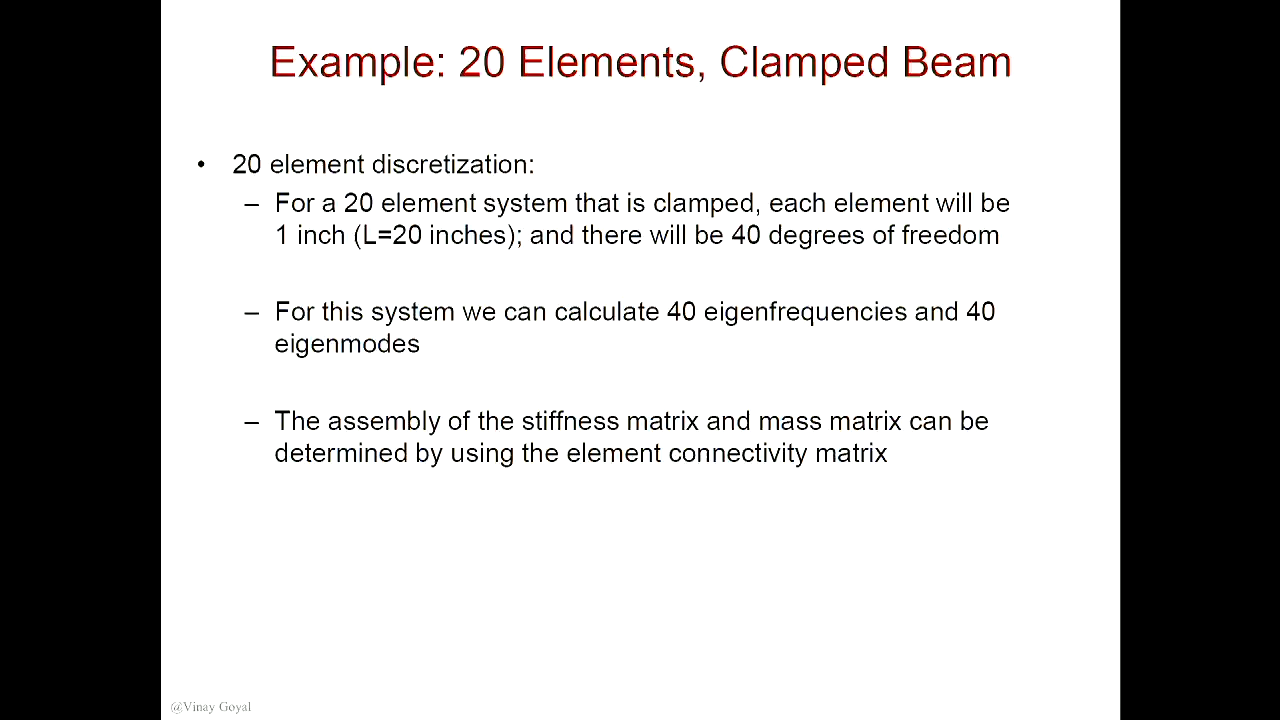 Example: 20 Elements, Clamped Beam
• 20 element discretization:
– For a 20 element system that is clamped, each element will be
1 inch (L=20 inches); and there will be 40 degrees of freedom
– For this system we can calculate 40 eigenfrequencies and 40
eigenmodes
– The assembly of the stiffness matrix and mass matrix can be
determined by using the element connectivity matrix
@Vinay Goyal